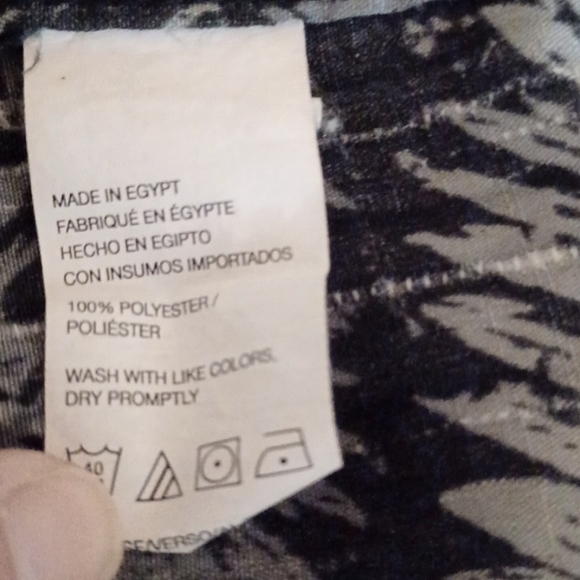 MADE IN EGYPT
FABRIQUÉ EN ÉGYPTE
HECHO EN EGIPTO
CON INSUMOS IMPORTADOS
100% POLYESTER/
POLIÉSTER
WASH WITH LIKE COLORS.
DRY PROMPTLY
40